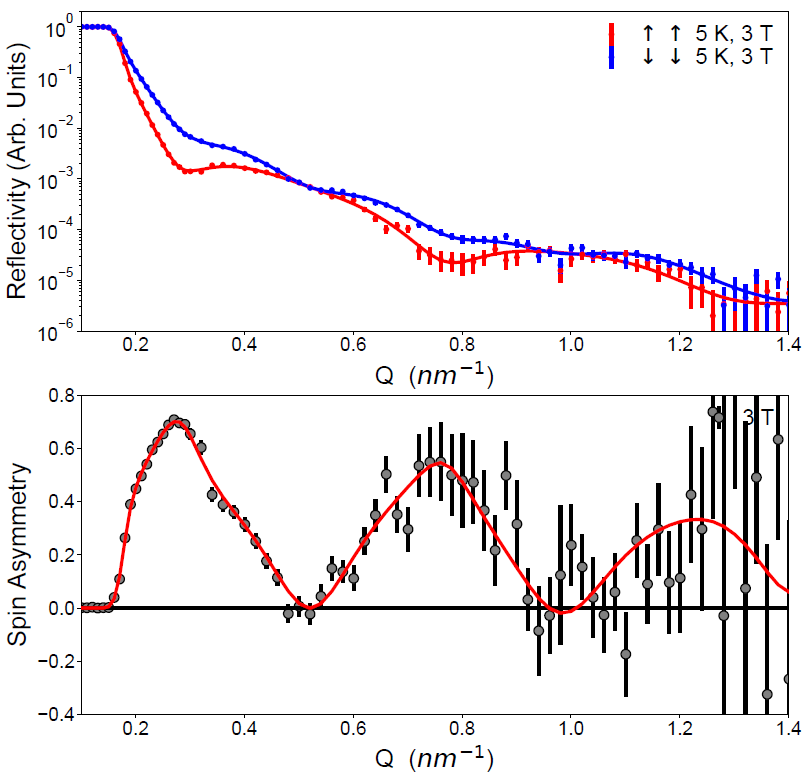 10⁰
10⁻¹
10⁻²
10⁻³
10⁻⁴
10⁻⁵
10⁻⁶
Reflectivity (Arb. Units)
↑ ↑ 5 K, 3 T
↓ ↓ 5 K, 3 T
0.2 0.4 0.6 0.8 1.0 1.2 1.4
Q (nm⁻¹)
0.8
0.6
0.4
0.2
0.0
−0.2
−0.4
Spin Asymmetry
3 T
0.2 0.4 0.6 0.8 1.0 1.2 1.4
Q (nm⁻¹)